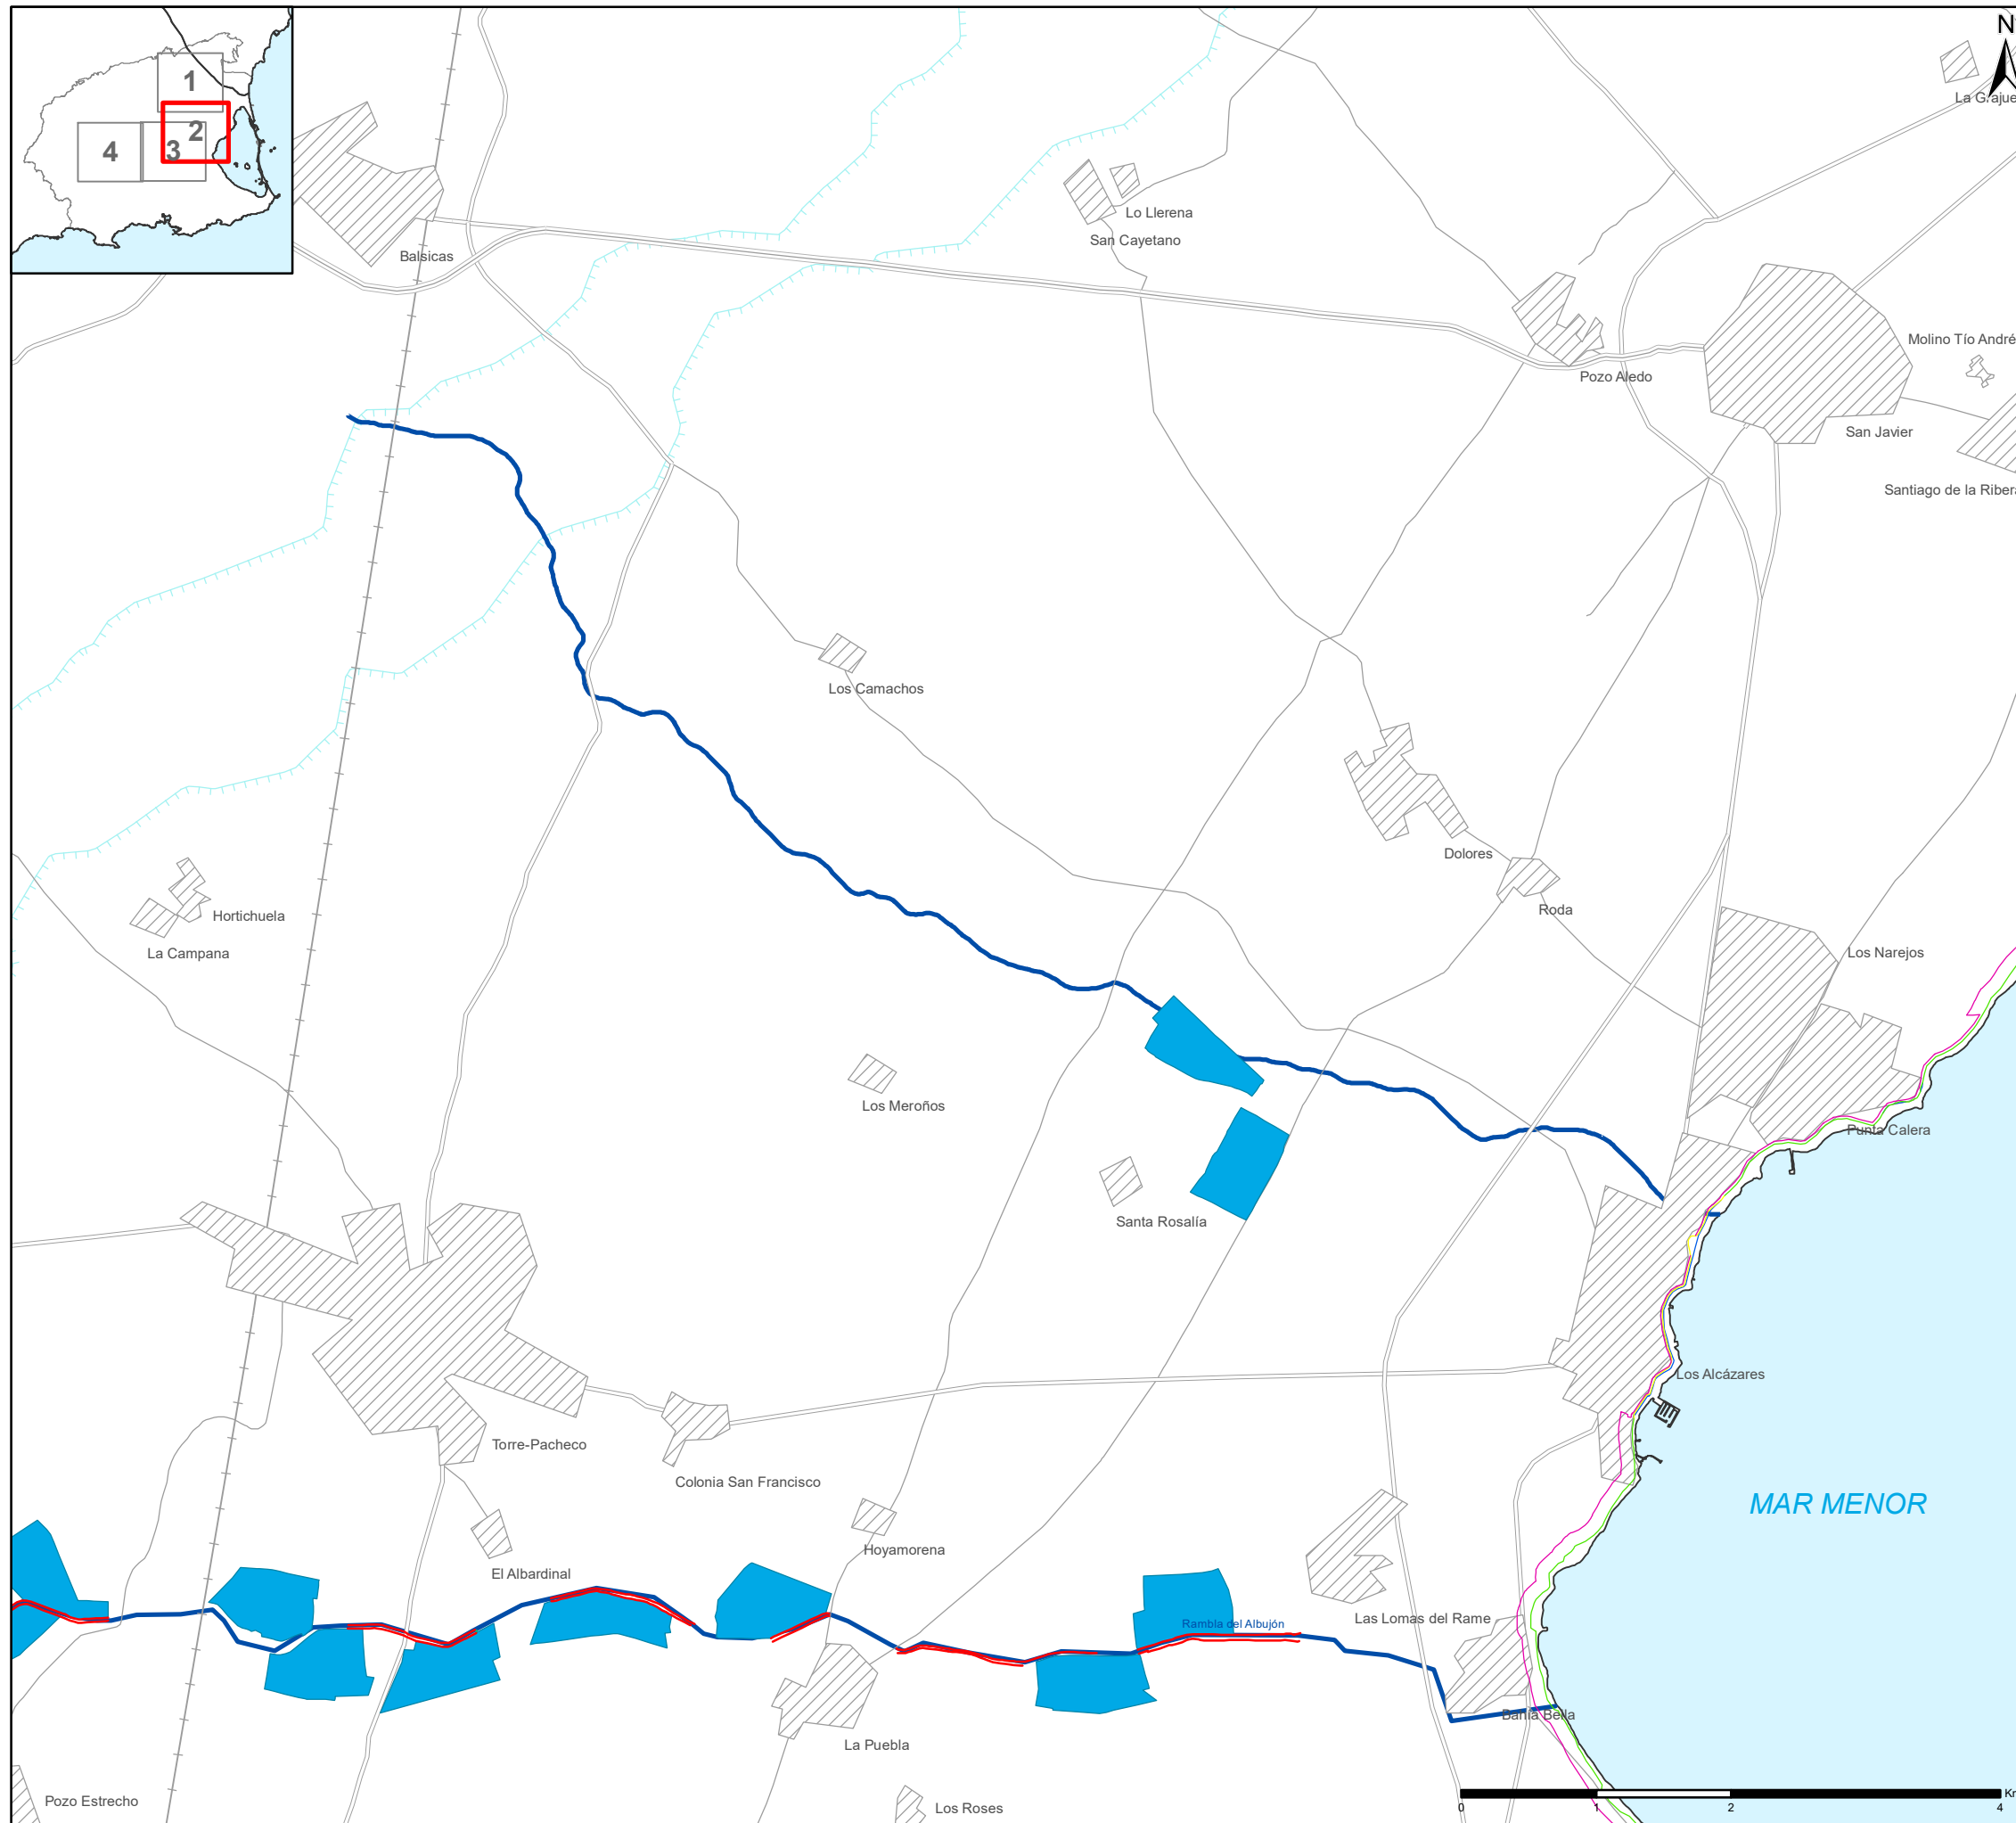 N
1
2
3
4
La Graju
Lo Llerena
San Cayetano
Balsicas
Molino Tío André
Pozo Aledo
San Javier
Santiago de la Ribera
Los Camachos
Dolores
Roda
Hortichuela
La Campana
Los Narejos
Los Meroños
Punta Calera
Santa Rosalía
Los Alcázares
Torre-Pacheco
Colonia San Francisco
MAR MENOR
Hoyamorena
El Albardinal
Las Lomas del Rame
Rambla del Albujón
Bahía Bella
La Puebla
Pozo Estrecho
Los Roses
Km
0 1 2 4